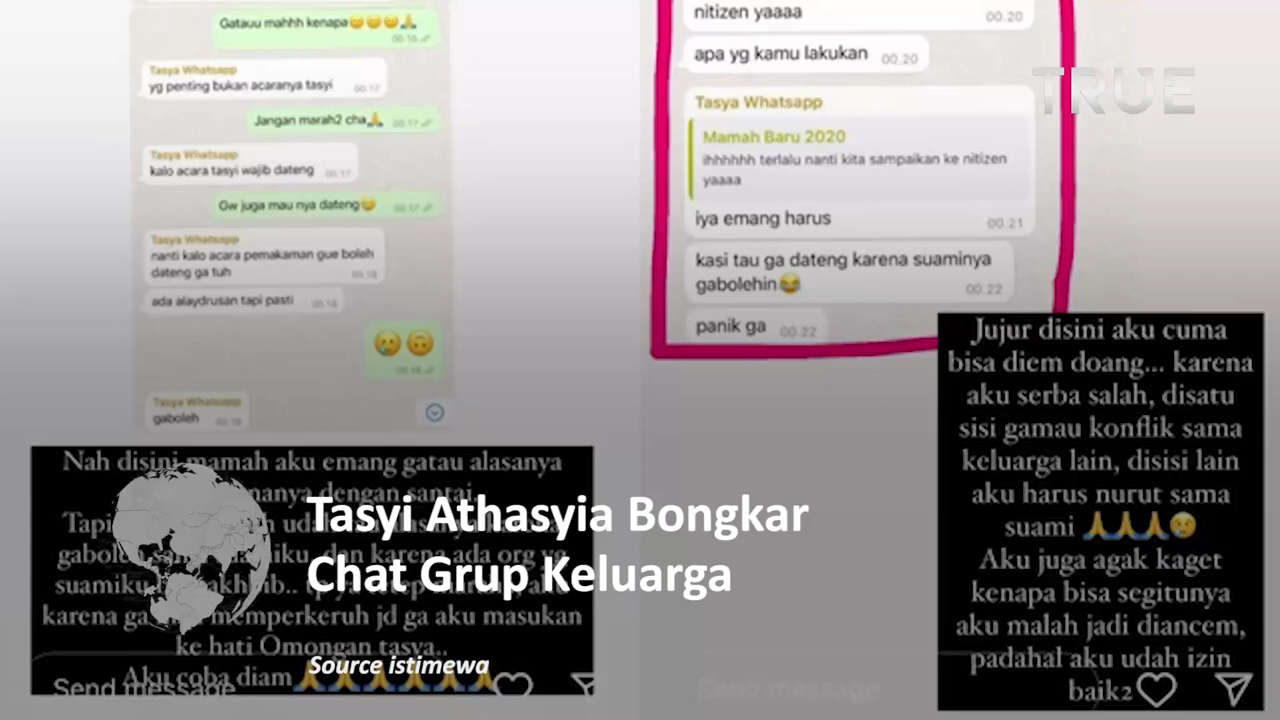 Gatauu mahhh kenapa😄😄😄🙏
00.16
Tasya Whatsapp
yg penting bukan acaranya tasyi
00.17
Jangan marah2 cha🙏
00.17
Tasya Whatsapp
kalo acara tasyi wajib dateng
00.17
Gw juga mau nya dateng😄
00.17
Tasya Whatsapp
nanti kalo acara pemakaman gue boleh
dateng ga tuh
00.18
ada alaydrusan tapi pasti
00.18
🥲🙃
Tasya Whatsapp
gaboleh
nitizen yaaaa
00.20
apa yg kamu lakukan
00.20
Tasya Whatsapp
Mamah Baru 2020
ihhhhhh terlalu nanti kita sampaikan ke nitizen
yaaaa
iya emang harus
00.21
kasi tau ga dateng karena suaminya
gabolehin😂
00.22
panik ga
00.22
TRUE
Nah disini mamah aku emang gatau alasanya
nanya dengan santai
Tapi
gabol
suamiku
karena ga memperkeruh jd ga aku masukan
ke hati Omongan tasya..
Aku coba diam 🙏🙏🙏🙏🙏🙏
Send message
Tasyi Athasyia Bongkar
Chat Grup Keluarga
Source istimewa
Jujur disini aku cuma
bisa diem doang... karena
aku serba salah, disatu
sisi gamau konflik sama
keluarga lain, disisi lain
aku harus nurut sama
suami 🙏🙏🙏😢
Aku juga agak kaget
kenapa bisa segitunya
aku malah jadi diancem,
padahal aku udah izin
baik2
Send message